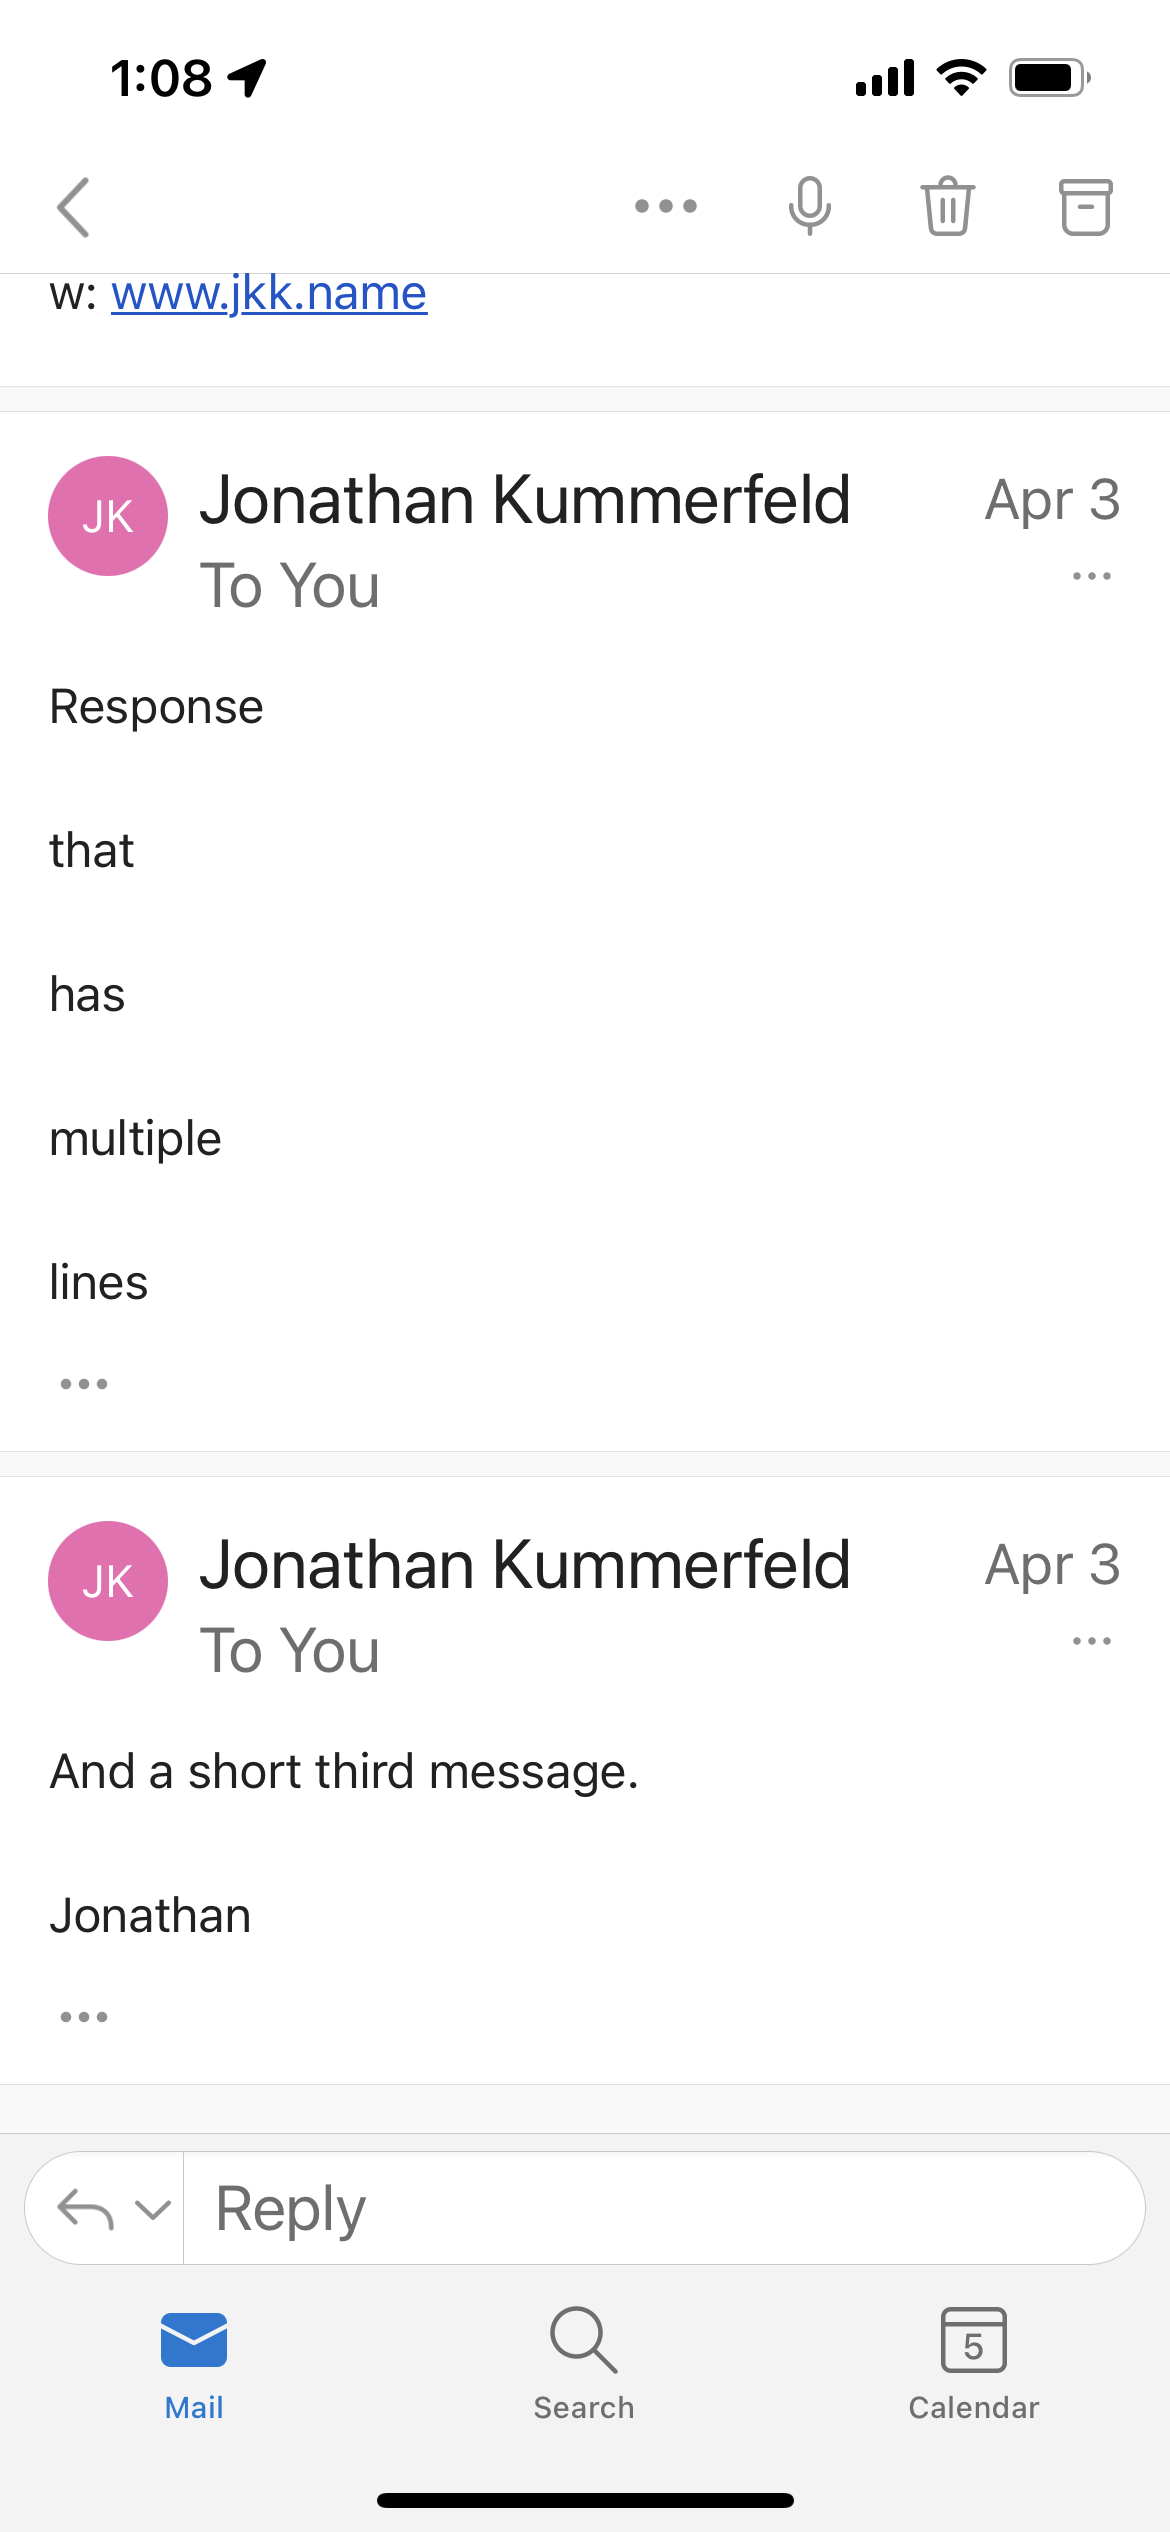 1:08
w: www.jkk.name
JK
Jonathan Kummerfeld
Apr 3
To You
Response
that
has
multiple
lines
JK
Jonathan Kummerfeld
Apr 3
To You
And a short third message.
Jonathan
Reply
5
Mail
Search
Calendar